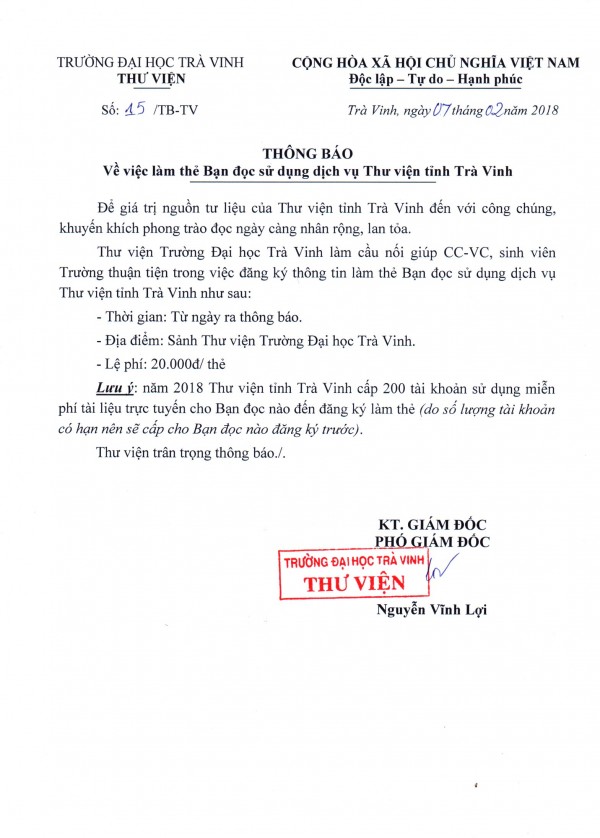 TRƯỜNG ĐẠI HỌC TRÀ VINH
THƯ VIỆN
CỘNG HÒA XÃ HỘI CHỦ NGHĨA VIỆT NAM
Độc lập – Tự do – Hạnh phúc
Số: 15 /TB-TV
Trà Vinh, ngày 07 tháng 02 năm 2018
THÔNG BÁO
Về việc làm thẻ Bạn đọc sử dụng dịch vụ Thư viện tỉnh Trà Vinh
Để giá trị nguồn tư liệu của Thư viện tỉnh Trà Vinh đến với công chúng,
khuyến khích phong trào đọc ngày càng nhân rộng, lan tỏa.
Thư viện Trường Đại học Trà Vinh làm cầu nối giúp CC-VC, sinh viên
Trường thuận tiện trong việc đăng ký thông tin làm thẻ Bạn đọc sử dụng dịch vụ
Thư viện tỉnh Trà Vinh như sau:
- Thời gian: Từ ngày ra thông báo.
- Địa điểm: Sảnh Thư viện Trường Đại học Trà Vinh.
- Lệ phí: 20.000đ/ thẻ
Lưu ý: năm 2018 Thư viện tỉnh Trà Vinh cấp 200 tài khoản sử dụng miễn
phí tài liệu trực tuyến cho Bạn đọc nào đến đăng ký làm thẻ (do số lượng tài khoản
có hạn nên sẽ cấp cho Bạn đọc nào đăng ký trước).
Thư viện trân trọng thông báo./.
KT. GIÁM ĐỐC
PHÓ GIÁM ĐỐC
TRƯỜNG ĐẠI HỌC TRÀ VINH
THƯ VIỆN
Nguyễn Vĩnh Lợi